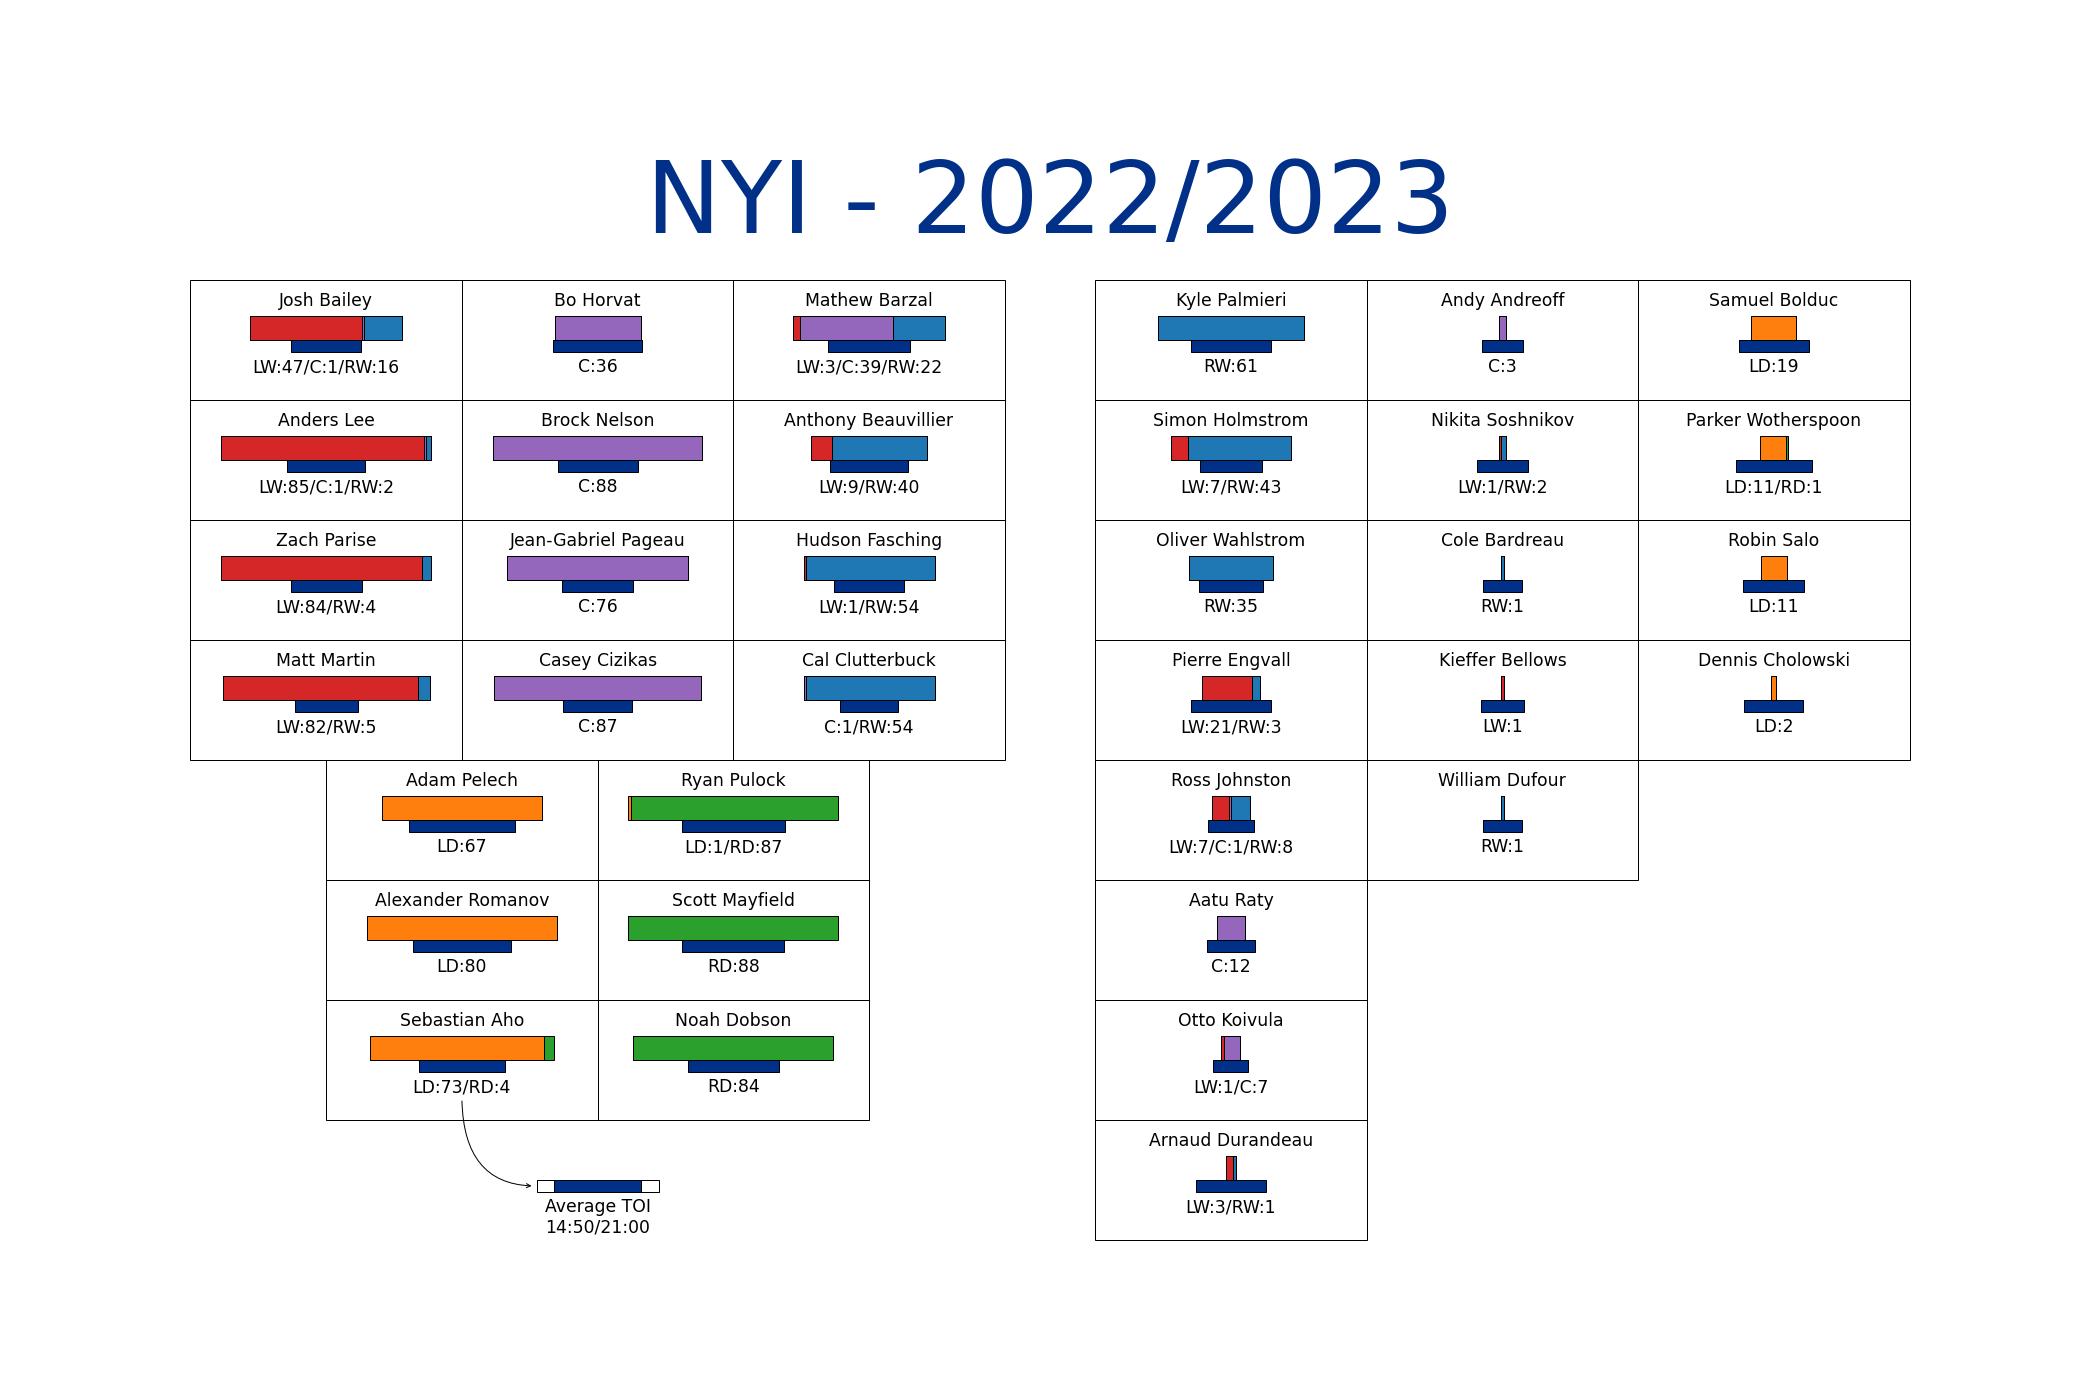 NYI - 2022/2023
Josh Bailey
LW:47/C:1/RW:16
Bo Horvat
C:36
Mathew Barzal
LW:3/C:39/RW:22
Anders Lee
LW:85/C:1/RW:2
Brock Nelson
C:88
Anthony Beauvillier
LW:9/RW:40
Zach Parise
LW:84/RW:4
Jean-Gabriel Pageau
C:76
Hudson Fasching
LW:1/RW:54
Matt Martin
LW:82/RW:5
Casey Cizikas
C:87
Cal Clutterbuck
C:1/RW:54
Adam Pelech
LD:67
Ryan Pulock
LD:1/RD:87
Alexander Romanov
LD:80
Scott Mayfield
RD:88
Sebastian Aho
LD:73/RD:4
Noah Dobson
RD:84
Average TOI
14:50/21:00
Kyle Palmieri
RW:61
Andy Andreoff
C:3
Samuel Bolduc
LD:19
Simon Holmstrom
LW:7/RW:43
Nikita Soshnikov
LW:1/RW:2
Parker Wotherspoon
LD:11/RD:1
Oliver Wahlstrom
RW:35
Cole Bardreau
RW:1
Robin Salo
LD:11
Pierre Engvall
LW:21/RW:3
Kieffer Bellows
LW:1
Dennis Cholowski
LD:2
Ross Johnston
LW:7/C:1/RW:8
William Dufour
RW:1
Aatu Raty
C:12
Otto Koivula
LW:1/C:7
Arnaud Durandeau
LW:3/RW:1